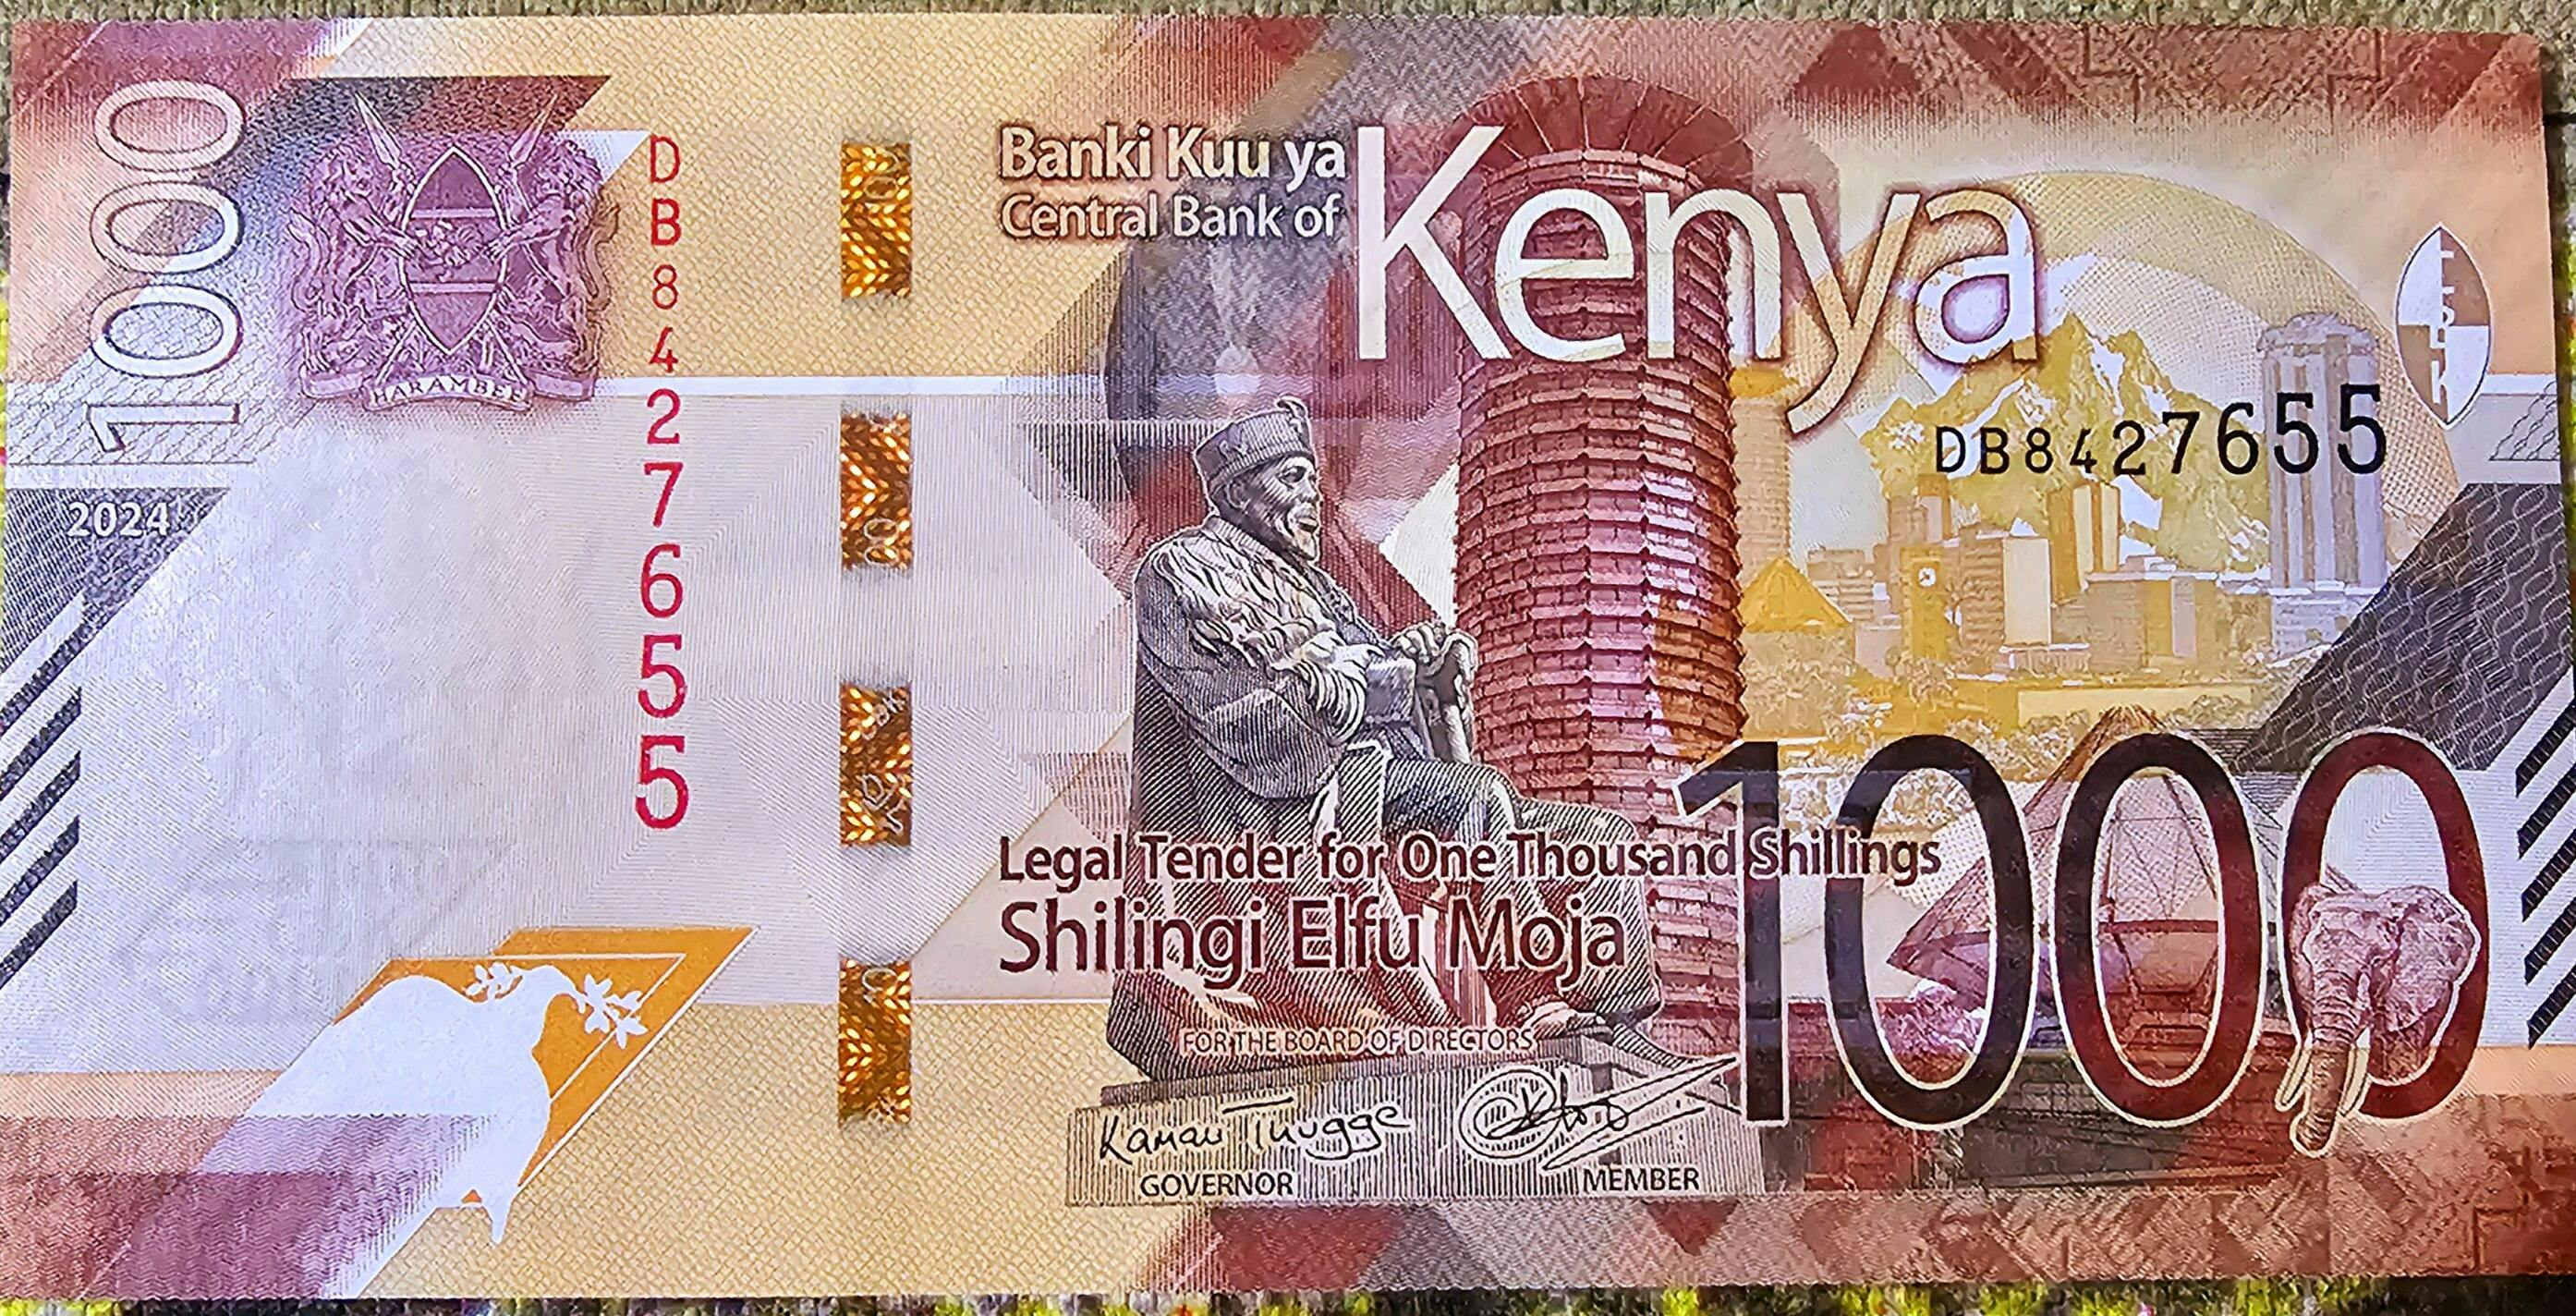 1000
HARAMBEE
2024
DB8427655
Banki Kuu ya
Central Bank of
Kenya
DB8427655
Legal Tender for One Thousand Shillings
Shilingi Elfu Moja
1000
FOR THE BOARD OF DIRECTORS
Kamau Thugge
GOVERNOR
MEMBER